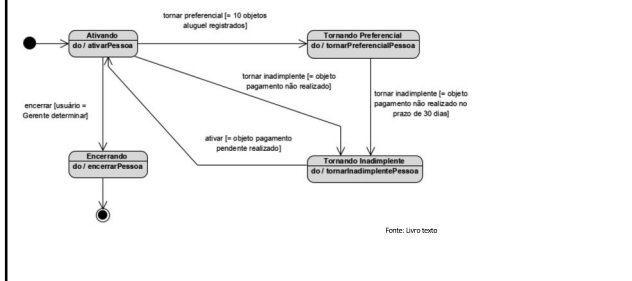 tornar preferencial [= 10 objetos
aluguel registrados]
Ativando
do / ativarPessoa
Tornando Preferencial
do / tornarPreferencialPessoa
tornar inadimplente [= objeto
pagamento não realizado]
tornar inadimplente [= objeto
pagamento não realizado no
prazo de 30 dias]
encerrar [usuário =
Gerente determinar]
ativar [= objeto pagamento
pendente realizado]
Encerrando
do / encerrarPessoa
Tornando Inadimplente
do / tornarInadimplentePessoa
Fonte: Livro texto